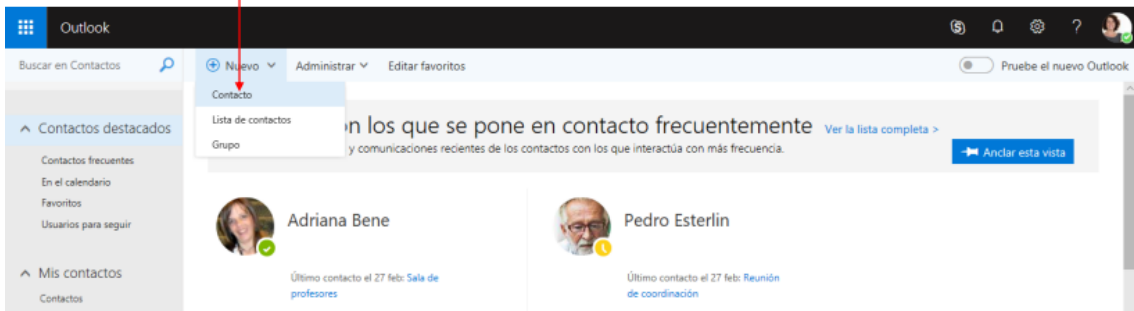 Outlook
?
Buscar en Contactos
Nuevo Administrar Editar favoritos
Pruebe el nuevo Outlook
Contacto
Lista de contactos
Grupo
Contactos destacados
Contactos frecuentes
En el calendario
Favoritos
Usuarios para seguir
Mis contactos
Contactos
n los que se pone en contacto frecuentemente Ver la lista completa >
y comunicaciones recientes de los contactos con los que interactúa con más frecuencia.
Anclar esta vista
Adriana Bene
Último contacto el 27 feb: Sala de
profesores
Pedro Esterlin
Último contacto el 27 feb: Reunión
de coordinación